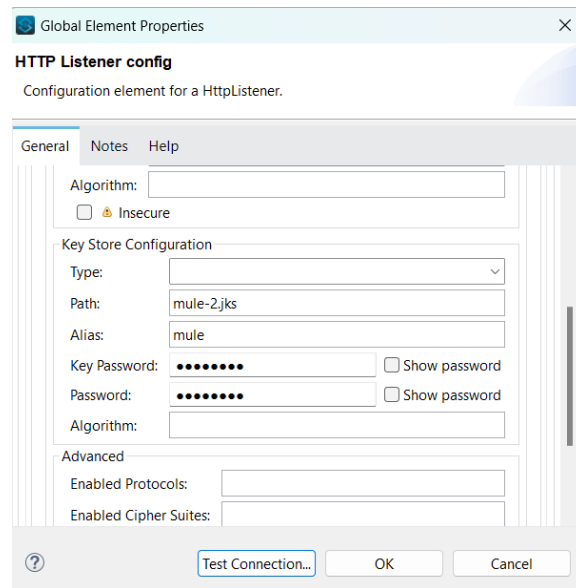 Global Element Properties
HTTP Listener config
Configuration element for a HttpListener.
General Notes Help
Algorithm:
Insecure
Key Store Configuration
Type:
Path: mule-2.jks
Alias: mule
Key Password: ●●●●●●●● Show password
Password: ●●●●●●●● Show password
Algorithm:
Advanced
Enabled Protocols:
Enabled Cipher Suites:
? Test Connection... OK Cancel